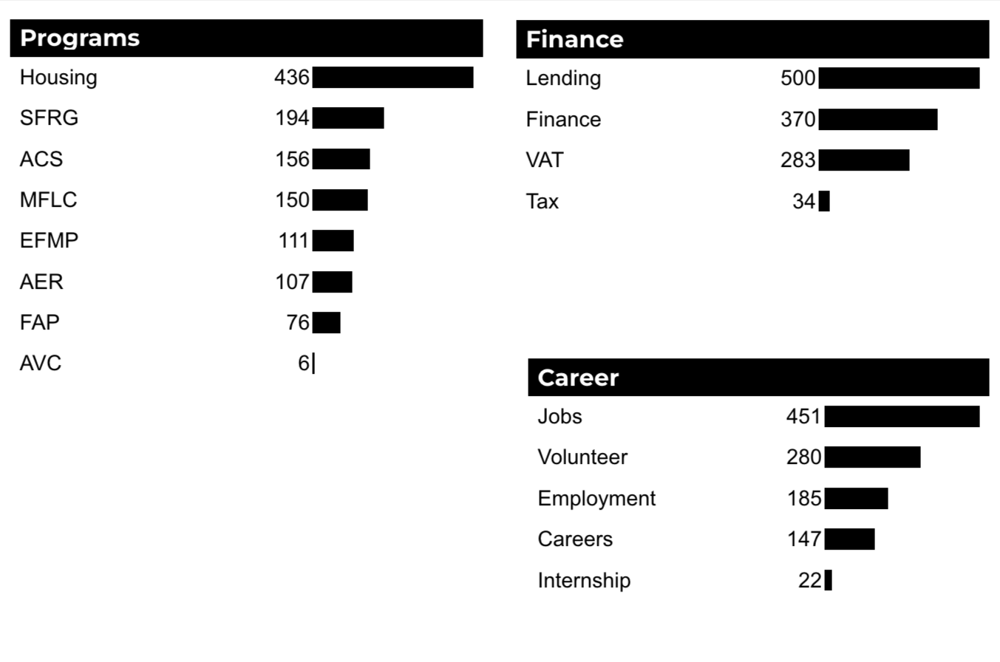 Programs
Housing 436
SFRG 194
ACS 156
MFLC 150
EFMP 111
AER 107
FAP 76
AVC 6
Finance
Lending 500
Finance 370
VAT 283
Tax 34
Career
Jobs 451
Volunteer 280
Employment 185
Careers 147
Internship 22